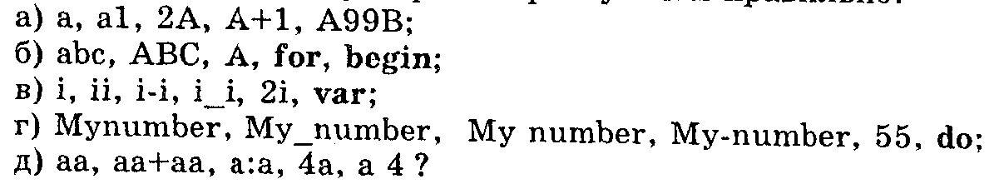 а) a, a1, 2A, A+1, A99B;
б) abc, ABC, A, for, begin;
в) i, ii, i-i, i_i, 2i, var;
г) Mynumber, My_number, My number, My-number, 55, do;
д) aa, aa+aa, a:a, 4a, a 4 ?